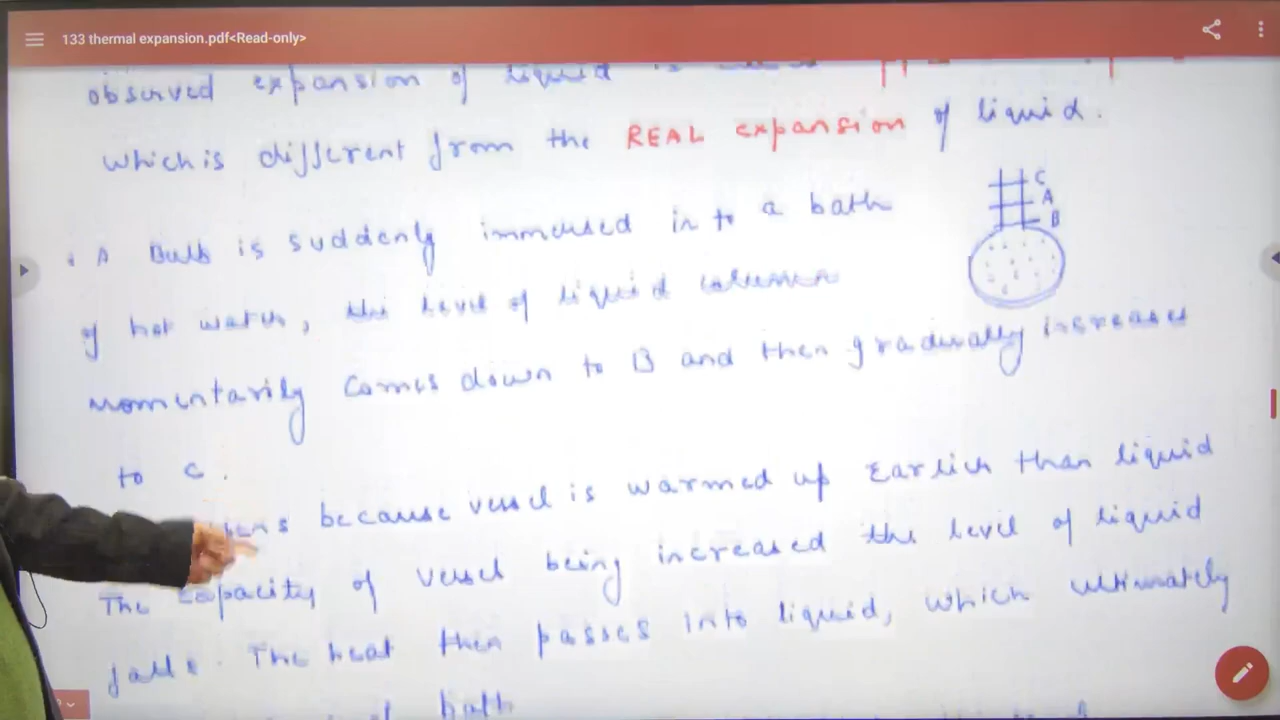 133 thermal expansion.pdf<Read-only>
observed expansion of liquid is
which is different from the REAL expansion of liquid.
C
A
B
A Bulb is suddenly immersed in to a bath
of hot water, the level of liquid column
momentarily comes down to B and then gradually increases
to C.
because vessel is warmed up Earlier than liquid
The capacity of vessel being increased the level of liquid
falls. The heat then passes into liquid, which ultimately
bath